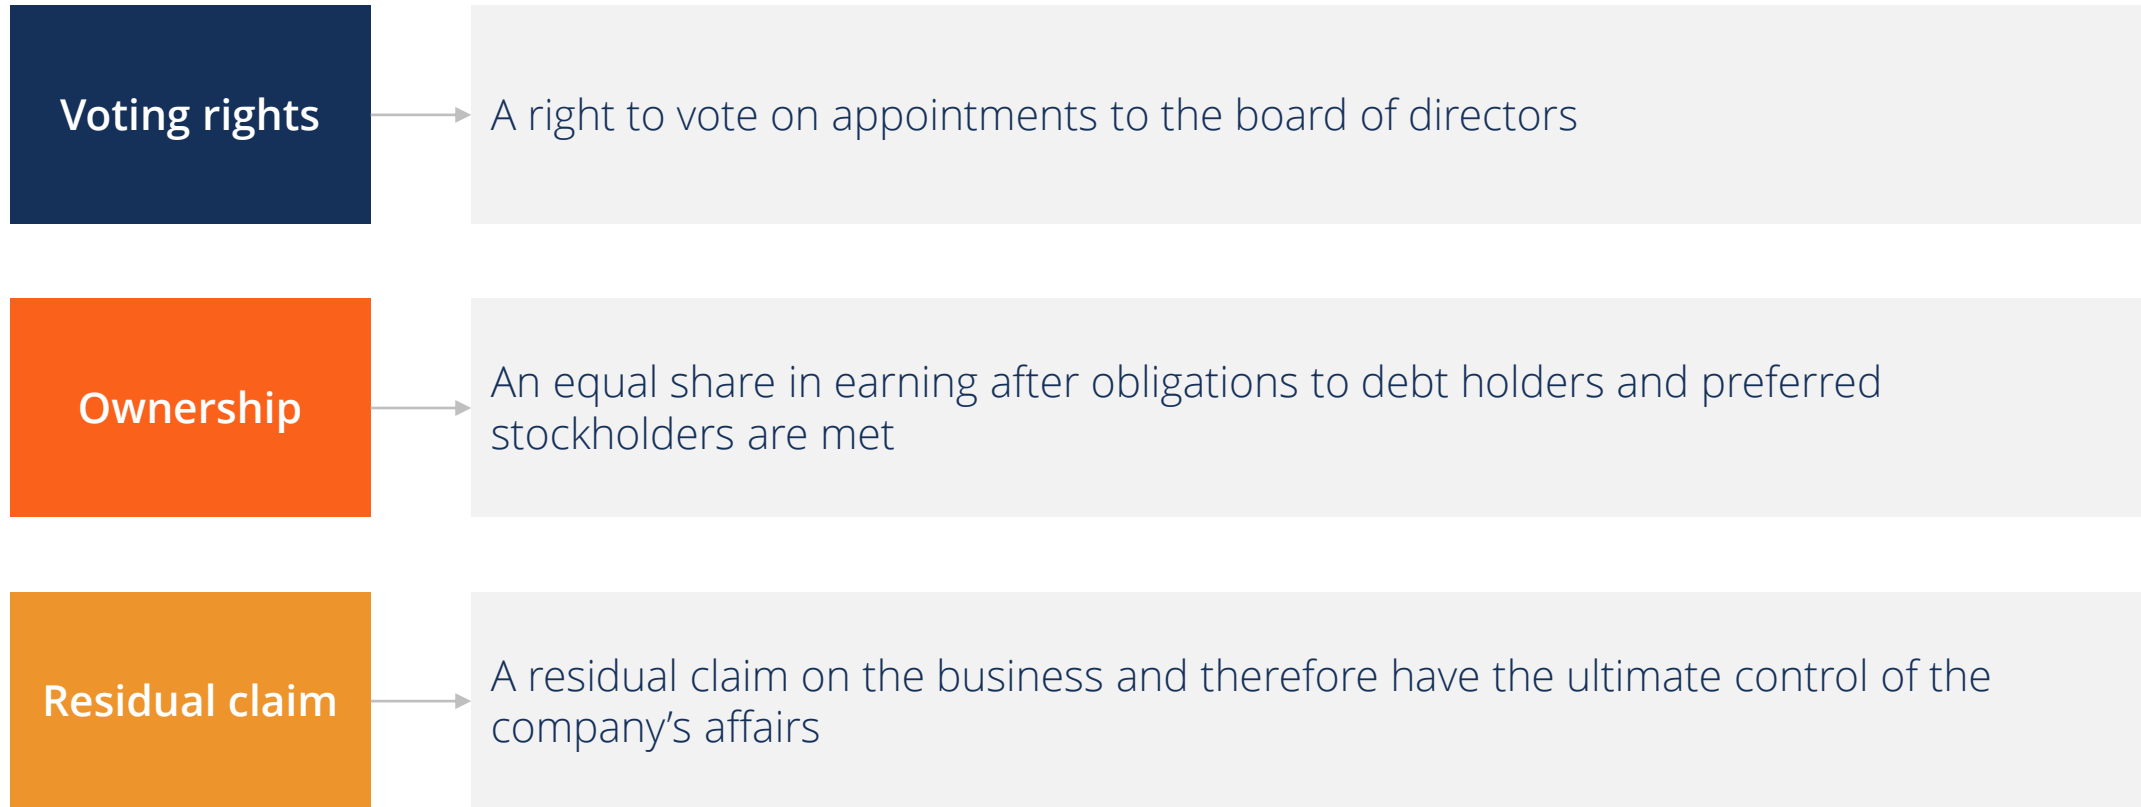 Voting rights
A right to vote on appointments to the board of directors
Ownership
An equal share in earning after obligations to debt holders and preferred
stockholders are met
Residual claim
A residual claim on the business and therefore have the ultimate control of the
company’s affairs